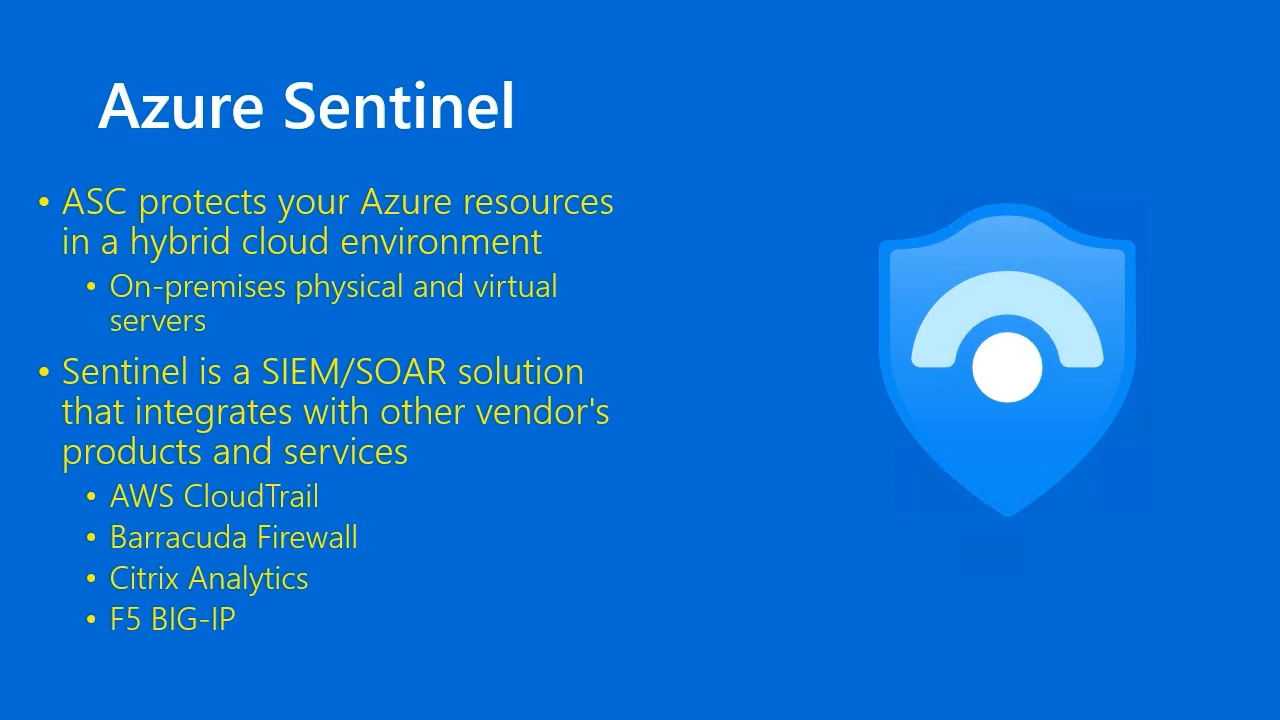 Azure Sentinel
• ASC protects your Azure resources
in a hybrid cloud environment
• On-premises physical and virtual
servers
• Sentinel is a SIEM/SOAR solution
that integrates with other vendor's
products and services
• AWS CloudTrail
• Barracuda Firewall
• Citrix Analytics
• F5 BIG-IP